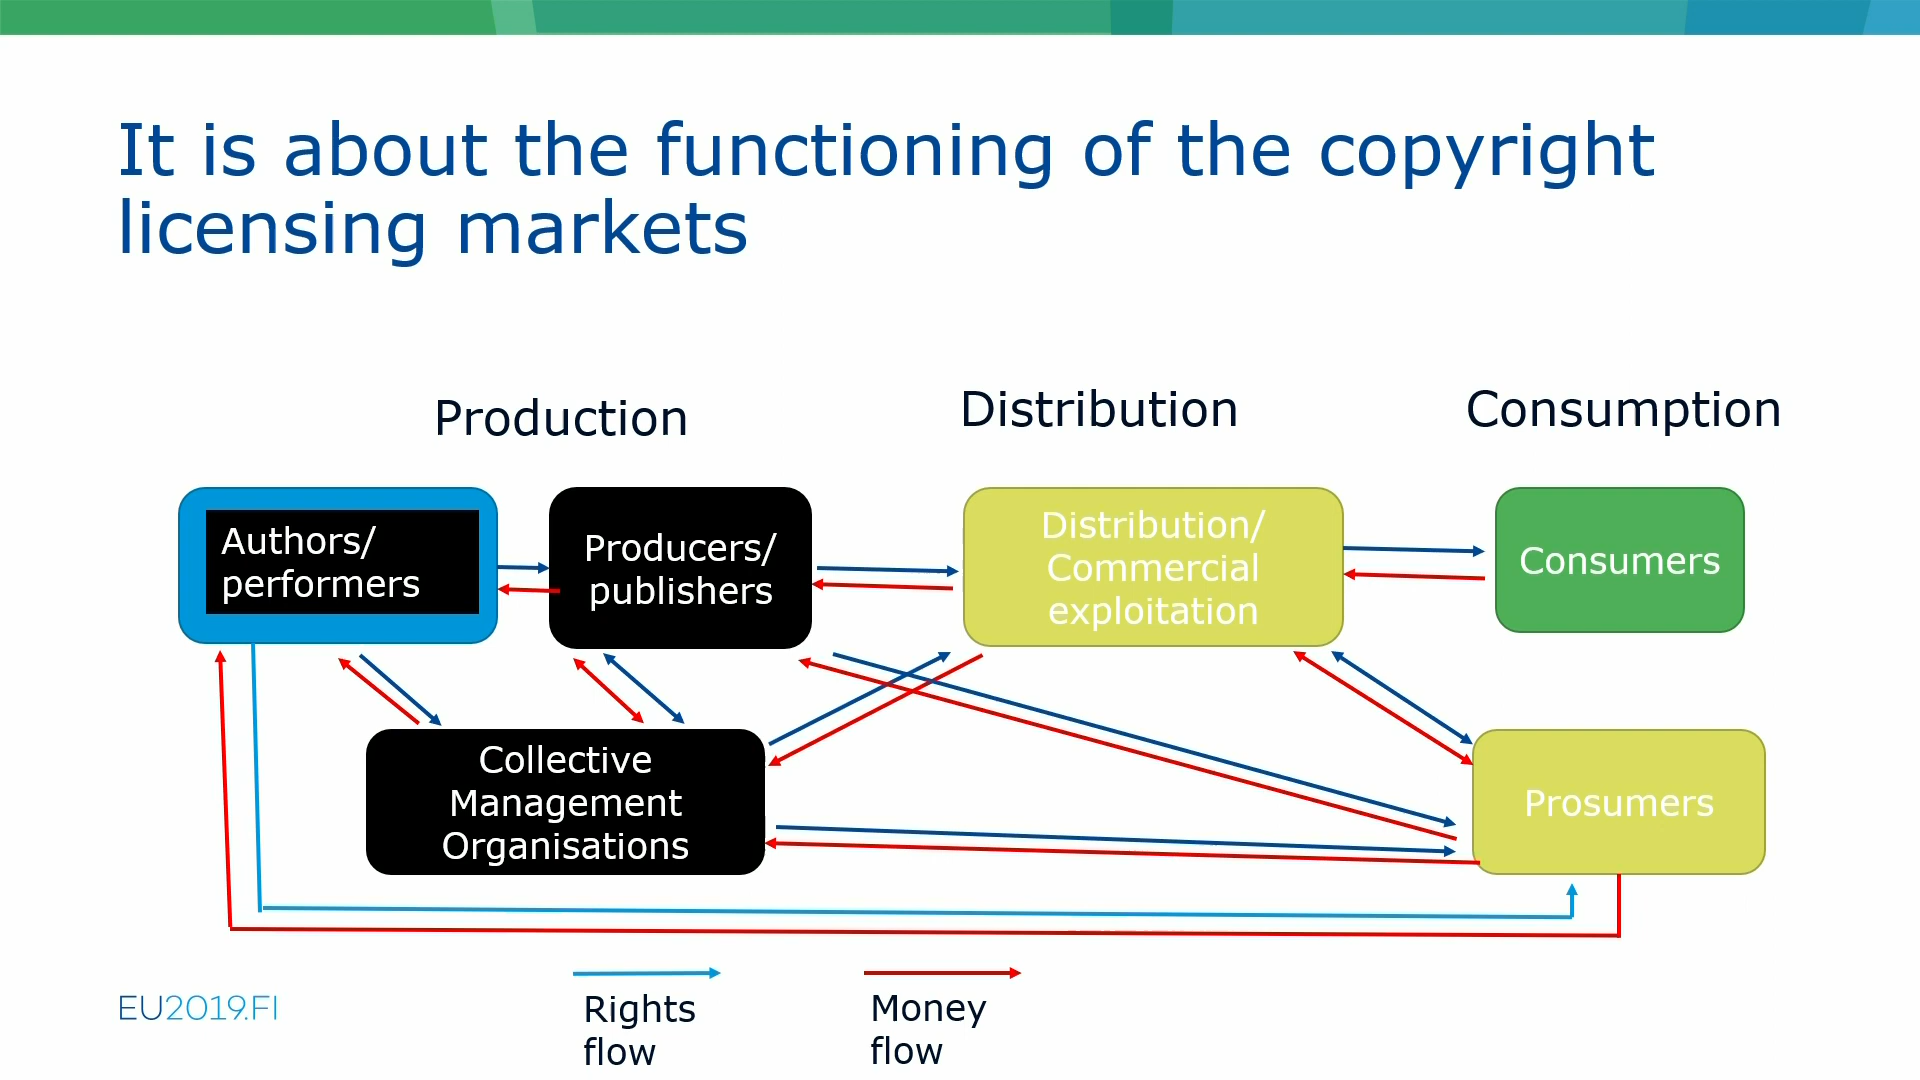 It is about the functioning of the copyright
licensing markets
Production
Distribution
Consumption
Authors/
performers
Producers/
publishers
Distribution/
Commercial
exploitation
Consumers
Collective
Management
Organisations
Prosumers
Rights
flow
Money
flow
EU2019.FI